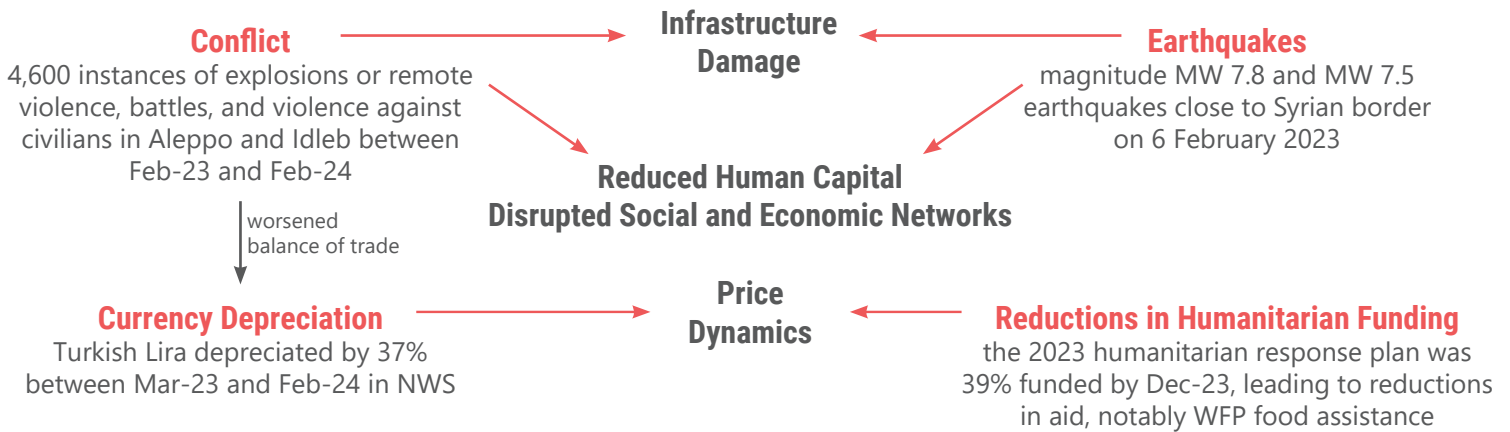 Conflict
4,600 instances of explosions or remote
violence, battles, and violence against
civilians in Aleppo and Idleb between
Feb-23 and Feb-24
Infrastructure
Damage
Earthquakes
magnitude MW 7.8 and MW 7.5
earthquakes close to Syrian border
on 6 February 2023
Reduced Human Capital
Disrupted Social and Economic Networks
worsened
balance of trade
Currency Depreciation
Turkish Lira depreciated by 37%
between Mar-23 and Feb-24 in NWS
Price
Dynamics
Reductions in Humanitarian Funding
the 2023 humanitarian response plan was
39% funded by Dec-23, leading to reductions
in aid, notably WFP food assistance